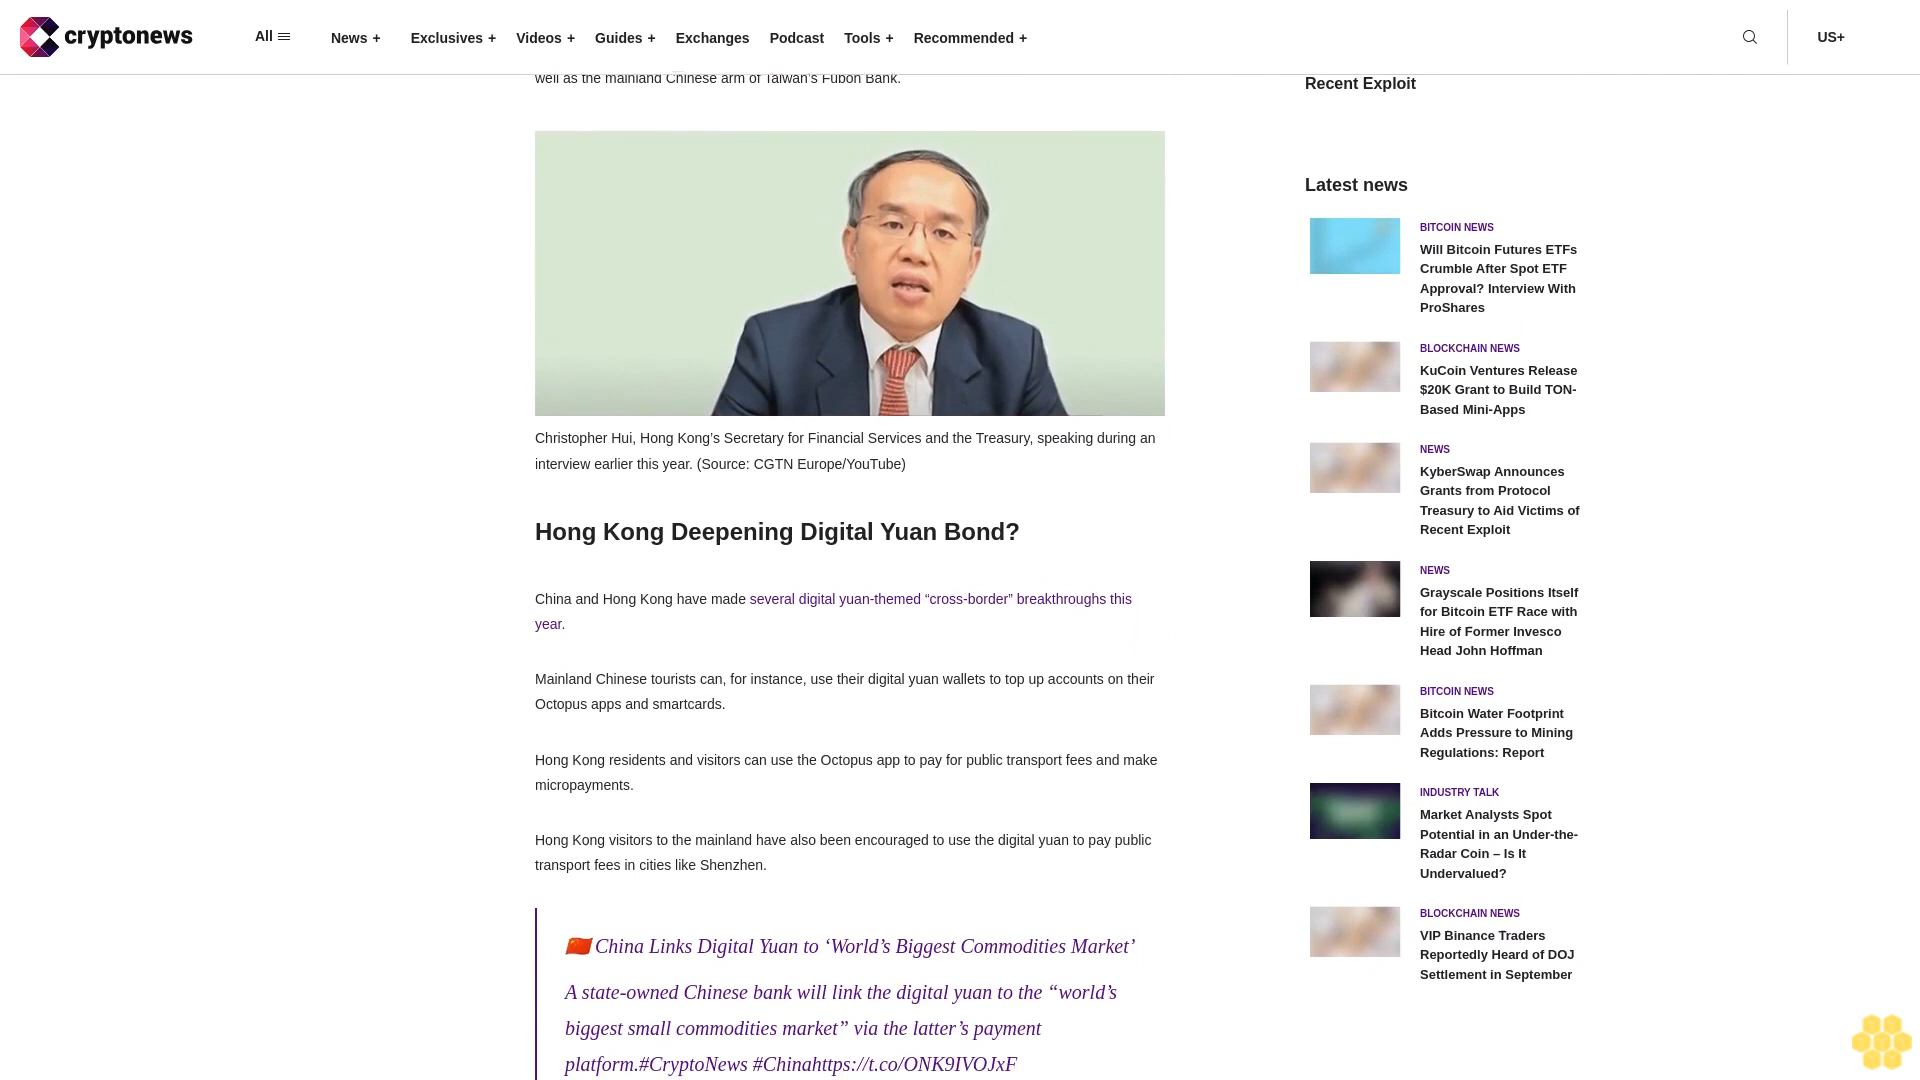 cryptonews
All
News +
Exclusives +
Videos +
Guides +
Exchanges
Podcast
Tools +
Recommended +
US+
well as the mainland Chinese arm of Taiwan's Fubon Bank.
Christopher Hui, Hong Kong’s Secretary for Financial Services and the Treasury, speaking during an
interview earlier this year. (Source: CGTN Europe/YouTube)
Hong Kong Deepening Digital Yuan Bond?
China and Hong Kong have made several digital yuan-themed “cross-border” breakthroughs this
year.
Mainland Chinese tourists can, for instance, use their digital yuan wallets to top up accounts on their
Octopus apps and smartcards.
Hong Kong residents and visitors can use the Octopus app to pay for public transport fees and make
micropayments.
Hong Kong visitors to the mainland have also been encouraged to use the digital yuan to pay public
transport fees in cities like Shenzhen.
🇨🇳 China Links Digital Yuan to ‘World’s Biggest Commodities Market’
A state-owned Chinese bank will link the digital yuan to the “world’s
biggest small commodities market” via the latter’s payment
platform.#CryptoNews #Chinahttps://t.co/ONK9IVOJxF
Recent Exploit
Latest news
BITCOIN NEWS
Will Bitcoin Futures ETFs
Crumble After Spot ETF
Approval? Interview With
ProShares
BLOCKCHAIN NEWS
KuCoin Ventures Release
$20K Grant to Build TON-
Based Mini-Apps
NEWS
KyberSwap Announces
Grants from Protocol
Treasury to Aid Victims of
Recent Exploit
NEWS
Grayscale Positions Itself
for Bitcoin ETF Race with
Hire of Former Invesco
Head John Hoffman
BITCOIN NEWS
Bitcoin Water Footprint
Adds Pressure to Mining
Regulations: Report
INDUSTRY TALK
Market Analysts Spot
Potential in an Under-the-
Radar Coin – Is It
Undervalued?
BLOCKCHAIN NEWS
VIP Binance Traders
Reportedly Heard of DOJ
Settlement in September